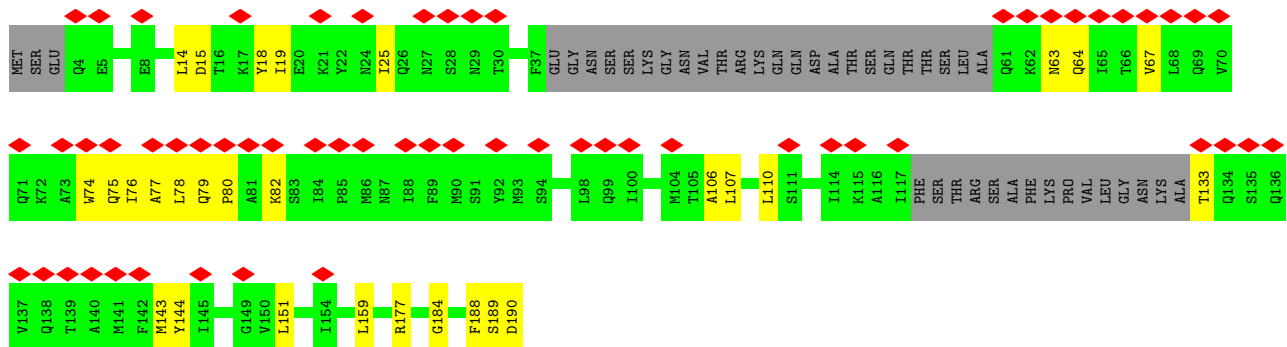 MET SER GLU Q4 E5 E8 L14 D15 T16 K17 Y18 I19 E20 K21 Y22 N24 I25 Q26 N27 S28 N29 T30 F37 GLU GLY ASN SER SER LYS GLY ASN VAL THR ARG LYS GLN GLN ASP ALA THR SER GLN THR THR SER LEU ALA Q61 K62 N63 Q64 I65 T66 V67 L68 Q69 V70
Q71 K72 A73 W74 Q75 I76 A77 L78 Q79 P80 A81 K82 S83 I84 P85 M86 N87 I88 F89 M90 S91 Y92 M93 S94 L98 Q99 I100 M104 T105 A106 L107 L110 S111 I114 K115 A116 I117 PHE SER THR ARG SER ALA PHE LYS PRO VAL LEU GLY ASN LYS ALA T133 Q134 S135 Q136
V137 Q138 T139 A140 M141 F142 M143 Y144 I145 G149 V150 L151 I154 L159 R177 G184 F188 S189 D190